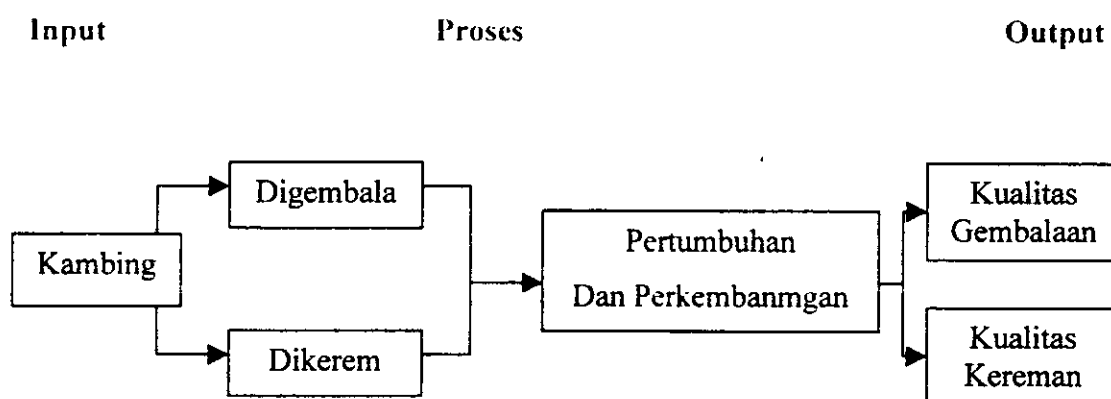 Input Proses Output
Kambing
Digembala
Dikerem
Pertumbuhan
Dan Perkembanmgan
Kualitas
Gembalaan
Kualitas
Kereman